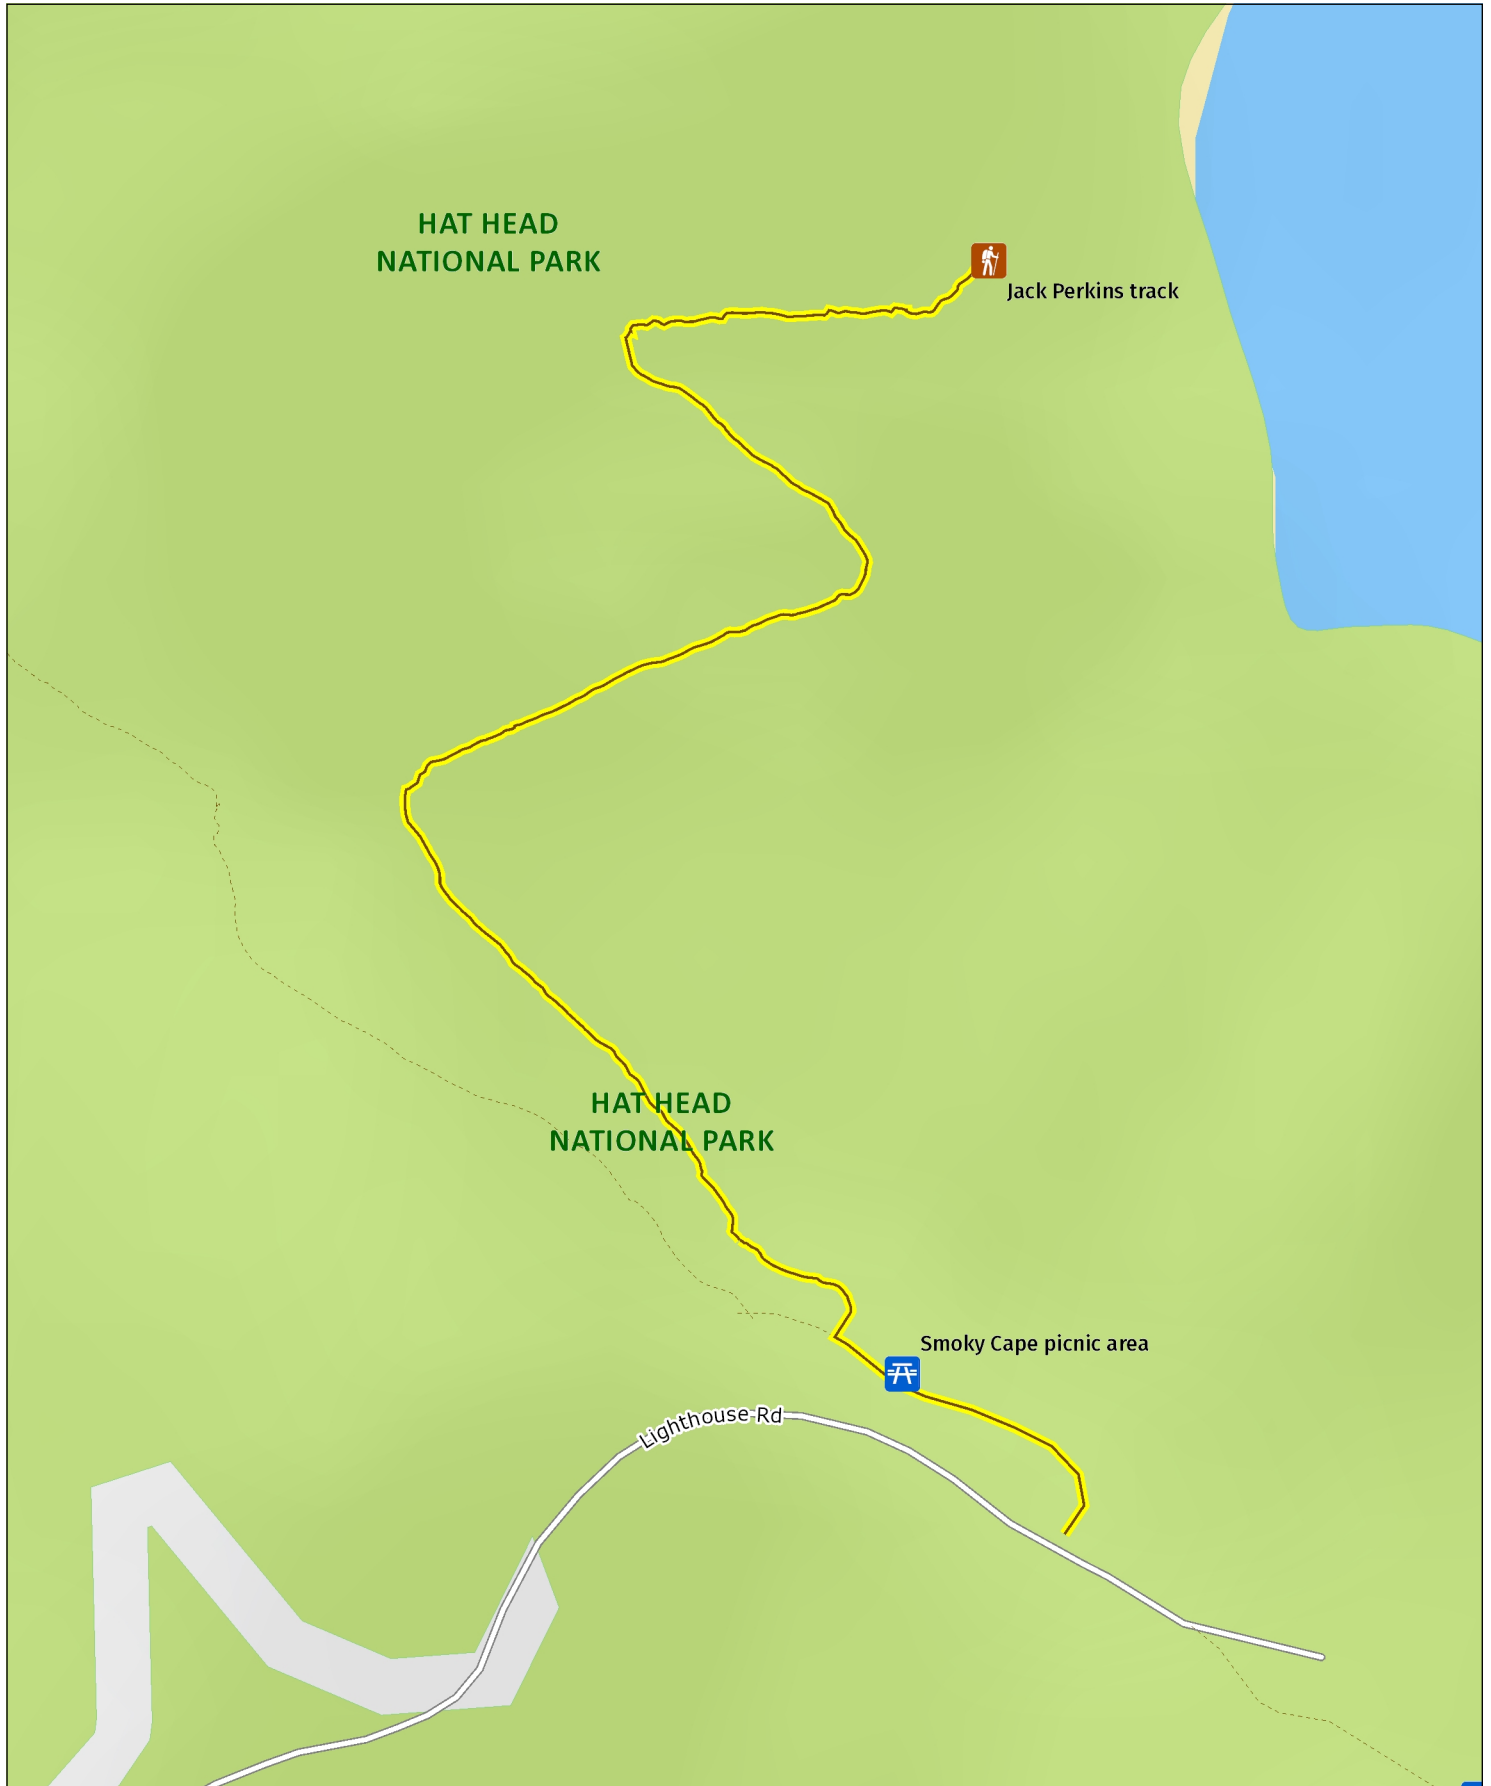 HAT HEAD
NATIONAL PARK
Jack Perkins track
HAT HEAD
NATIONAL PARK
Smoky Cape picnic area
Lighthouse Rd